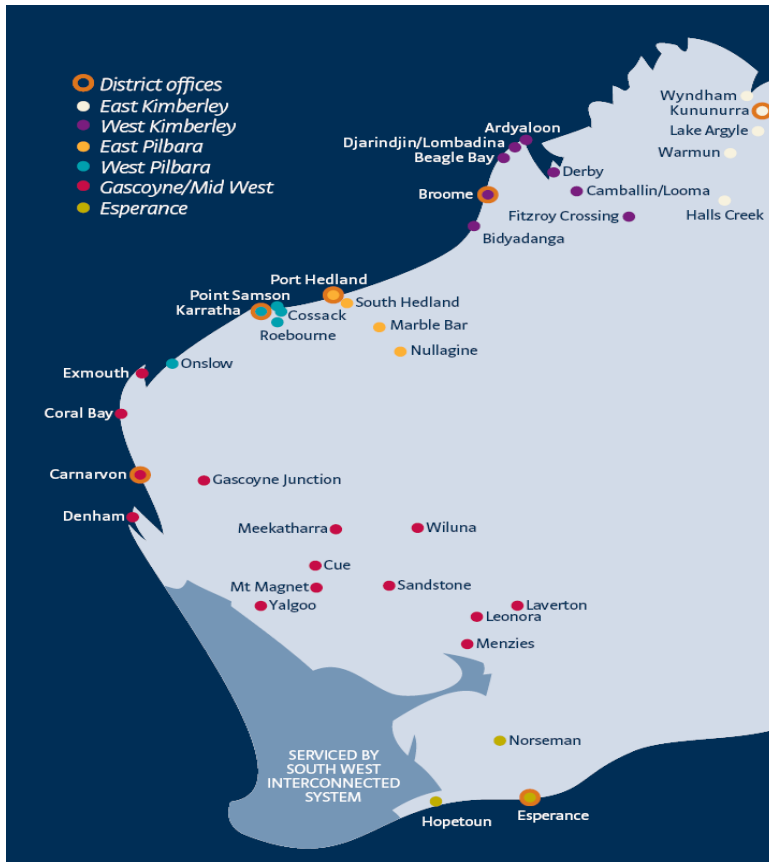 District offices
East Kimberley
West Kimberley
East Pilbara
West Pilbara
Gascoyne/Mid West
Esperance
Wyndham
Kununurra
Lake Argyle
Warmun
Halls Creek
Ardyaloon
Djarindjin/Lombadina
Beagle Bay
Derby
Broome
Camballin/Looma
Fitzroy Crossing
Bidyadanga
Port Hedland
Point Samson
South Hedland
Karratha
Cossack
Roebourne
Marble Bar
Nullagine
Onslow
Exmouth
Coral Bay
Carnarvon
Gascoyne Junction
Denham
Meekatharra
Wiluna
Cue
Mt Magnet
Sandstone
Yalgoo
Laverton
Leonora
Menzies
Norseman
SERVICED BY
SOUTH WEST
INTERCONNECTED
SYSTEM
Hopetoun
Esperance